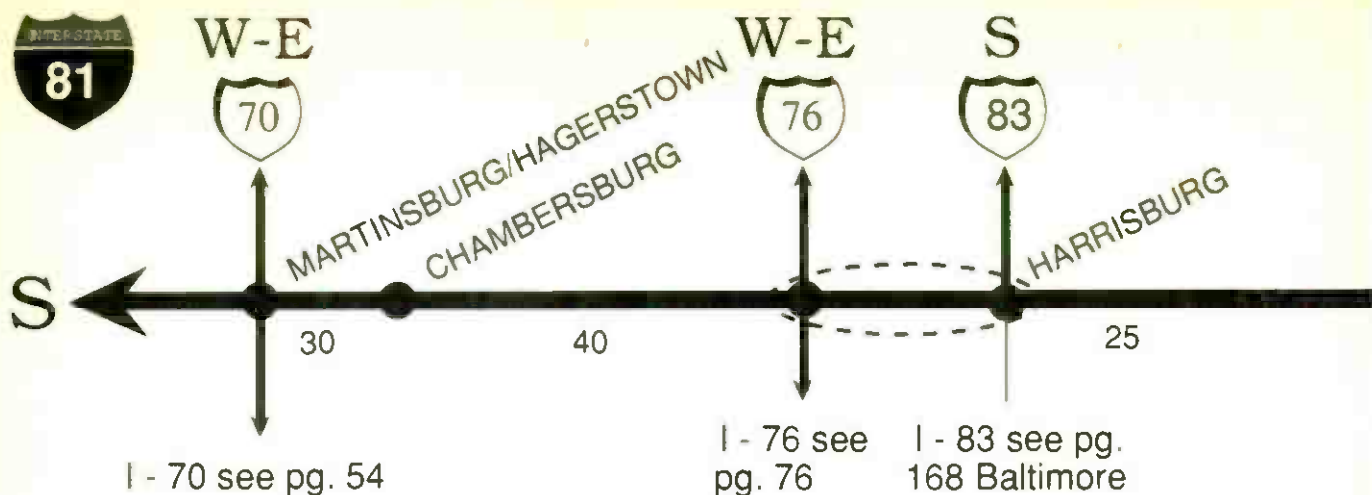 INTERSTATE
81
W-E
70
W-E
76
S
83
MARTINSBURG/HAGERSTOWN
CHAMBERSBURG
HARRISBURG
S
30
40
25
I - 70 see pg. 54
I - 76 see
pg. 76
I - 83 see pg.
168 Baltimore